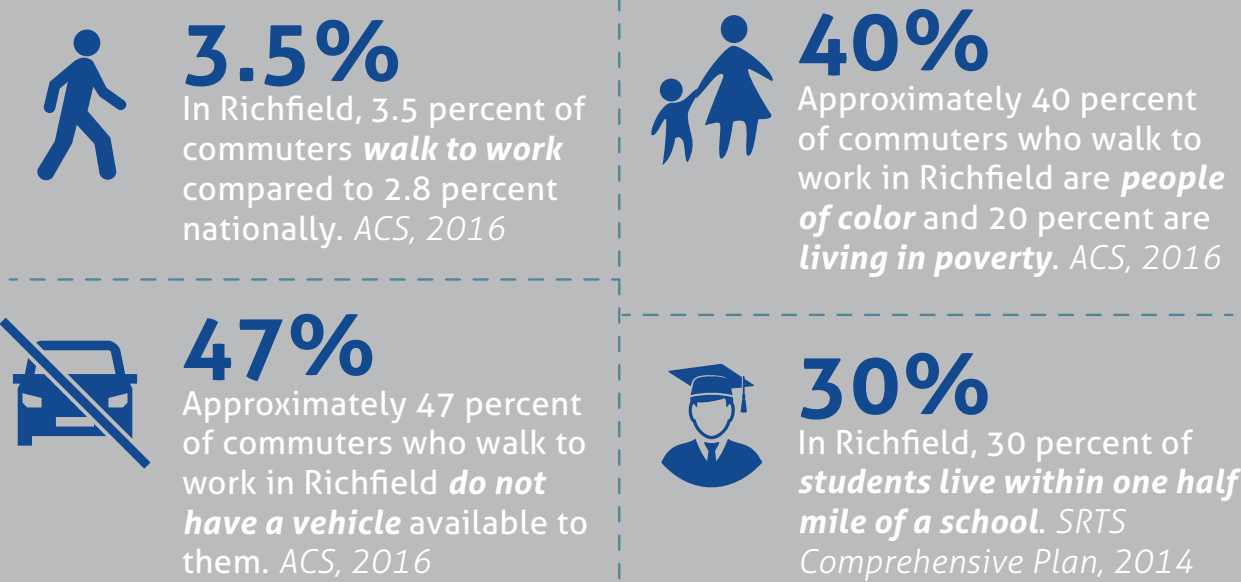 3.5%
In Richfield, 3.5 percent of
commuters walk to work
compared to 2.8 percent
nationally. ACS, 2016
40%
Approximately 40 percent
of commuters who walk to
work in Richfield are people
of color and 20 percent are
living in poverty. ACS, 2016
47%
Approximately 47 percent
of commuters who walk to
work in Richfield do not
have a vehicle available to
them. ACS, 2016
30%
In Richfield, 30 percent of
students live within one half
mile of a school. SRTS
Comprehensive Plan, 2014